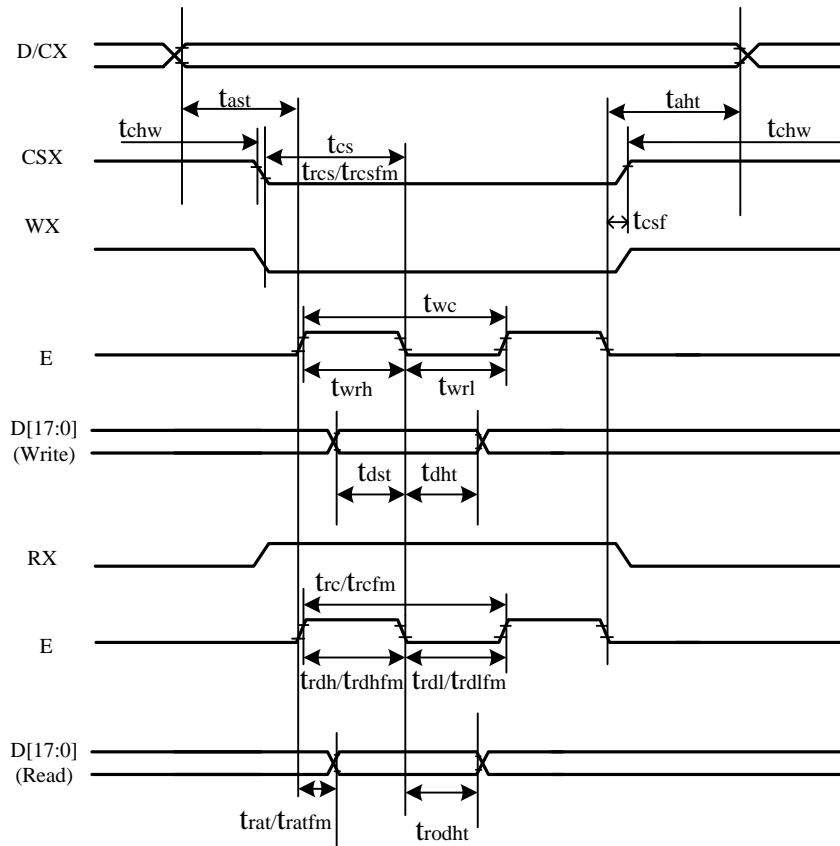 D/CX
tast
taht
tchw
tcs
tchw
CSX
trcs/trcsfm
WX
tcsf
twc
E
twrh
twrl
D[17:0]
(Write)
tdst
tdht
RX
trc/trcfm
E
trdh/trdhfm
trdl/trdlfm
D[17:0]
(Read)
trat/tratfm
trodht